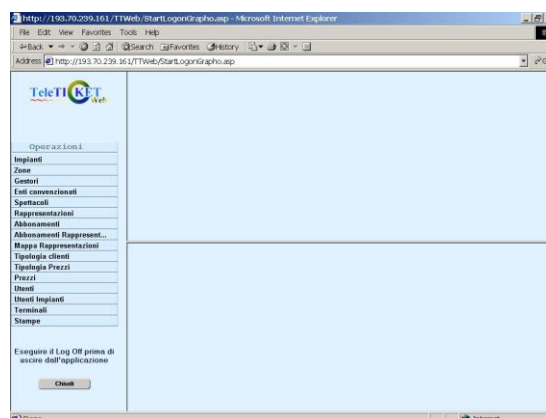 http://193.70.239.161/TTWeb/StartLogonGrapho.asp - Microsoft Internet Explorer
File Edit View Favorites Tools Help
Back Search Favorites History
Address http://193.70.239.161/TTWeb/StartLogonGrapho.asp
TeleTICKET
Web
Operazioni
Impianti
Zone
Gestori
Enti convenzionati
Spettacoli
Rappresentazioni
Abbonamenti
Abbonamenti Rappresent...
Mappa Rappresentazioni
Tipologia clienti
Tipologia Prezzi
Prezzi
Utenti
Utenti Impianti
Terminali
Stampe
Eseguire il Log Off prima di
uscire dall'applicazione
Chiudi